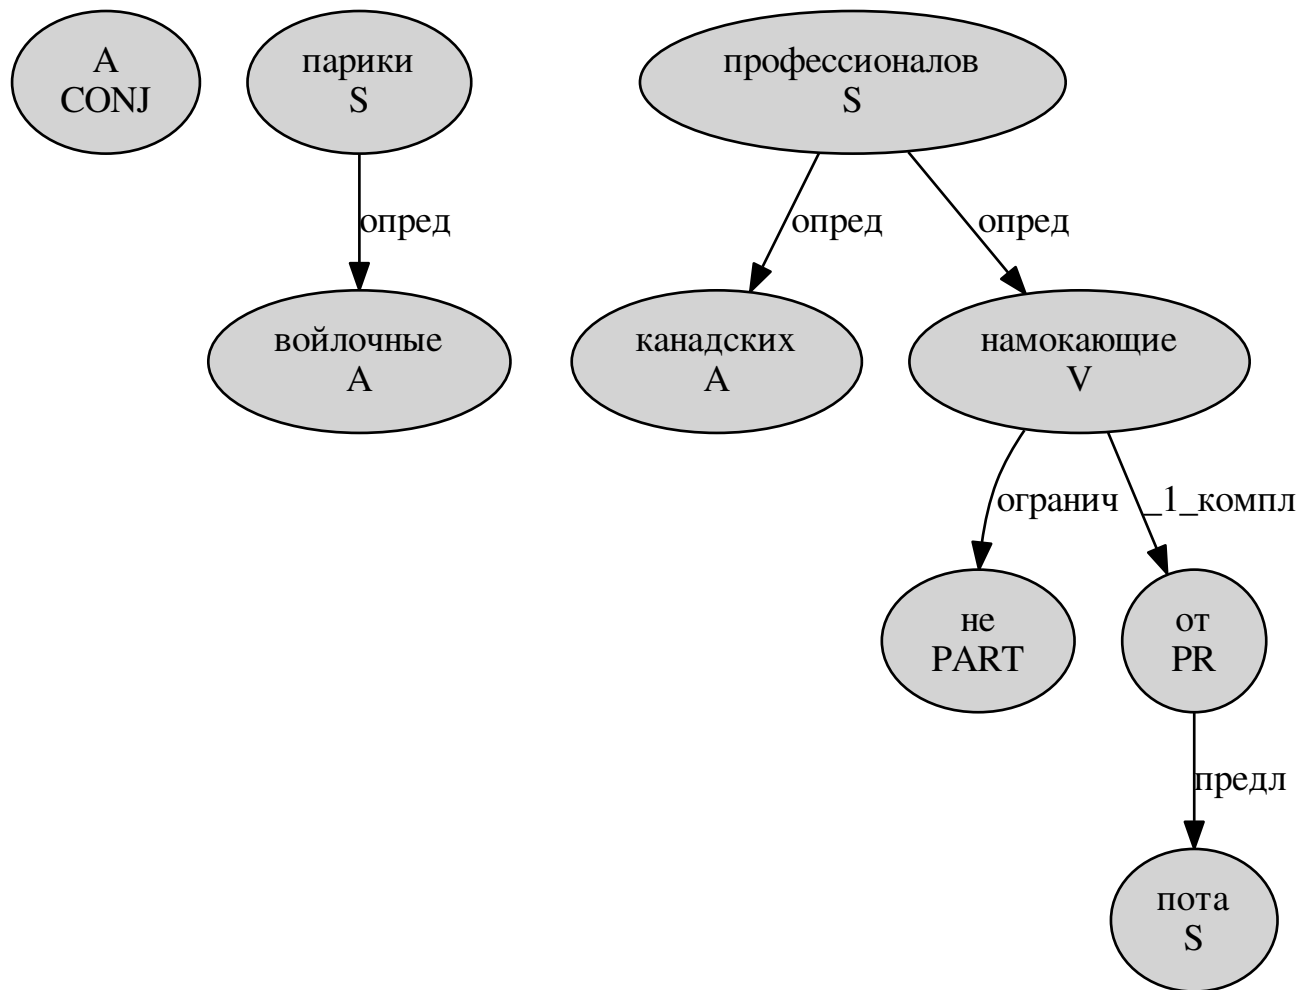 А
CONJ
парики
S
профессионалов
S
опред
опред
опред
войлочные
A
канадских
A
намокающие
V
огранич
_1_компл
не
PART
от
PR
предл
пота
S